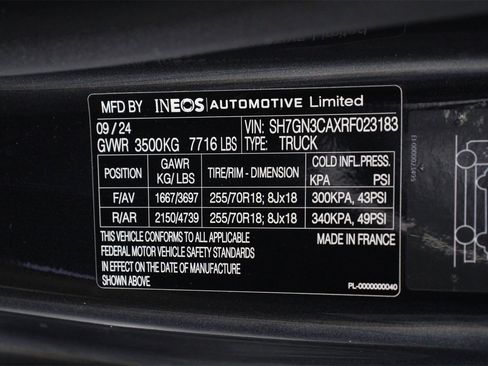 MFD BY INEOS AUTOMOTIVE Limited
09 / 24 VIN: SH7GN3CAXRF023183
GVWR 3500KG 7716 LBS TYPE: TRUCK
POSITION GAWR KG/ LBS TIRE/RIM - DIMENSION COLD INFL.PRESS. KPA PSI
F/AV 1667/3697 255/70R18; 8Jx18 300KPA, 43PSI
R/AR 2150/4739 255/70R18; 8Jx18 340KPA, 49PSI
THIS VEHICLE CONFORMS TO ALL APPLICABLE MADE IN FRANCE
FEDERAL MOTOR VEHICLE SAFETY STANDARDS
IN EFFECT ON THE DATE OF MANUFACTURE
SHOWN ABOVE
PL-0000000040